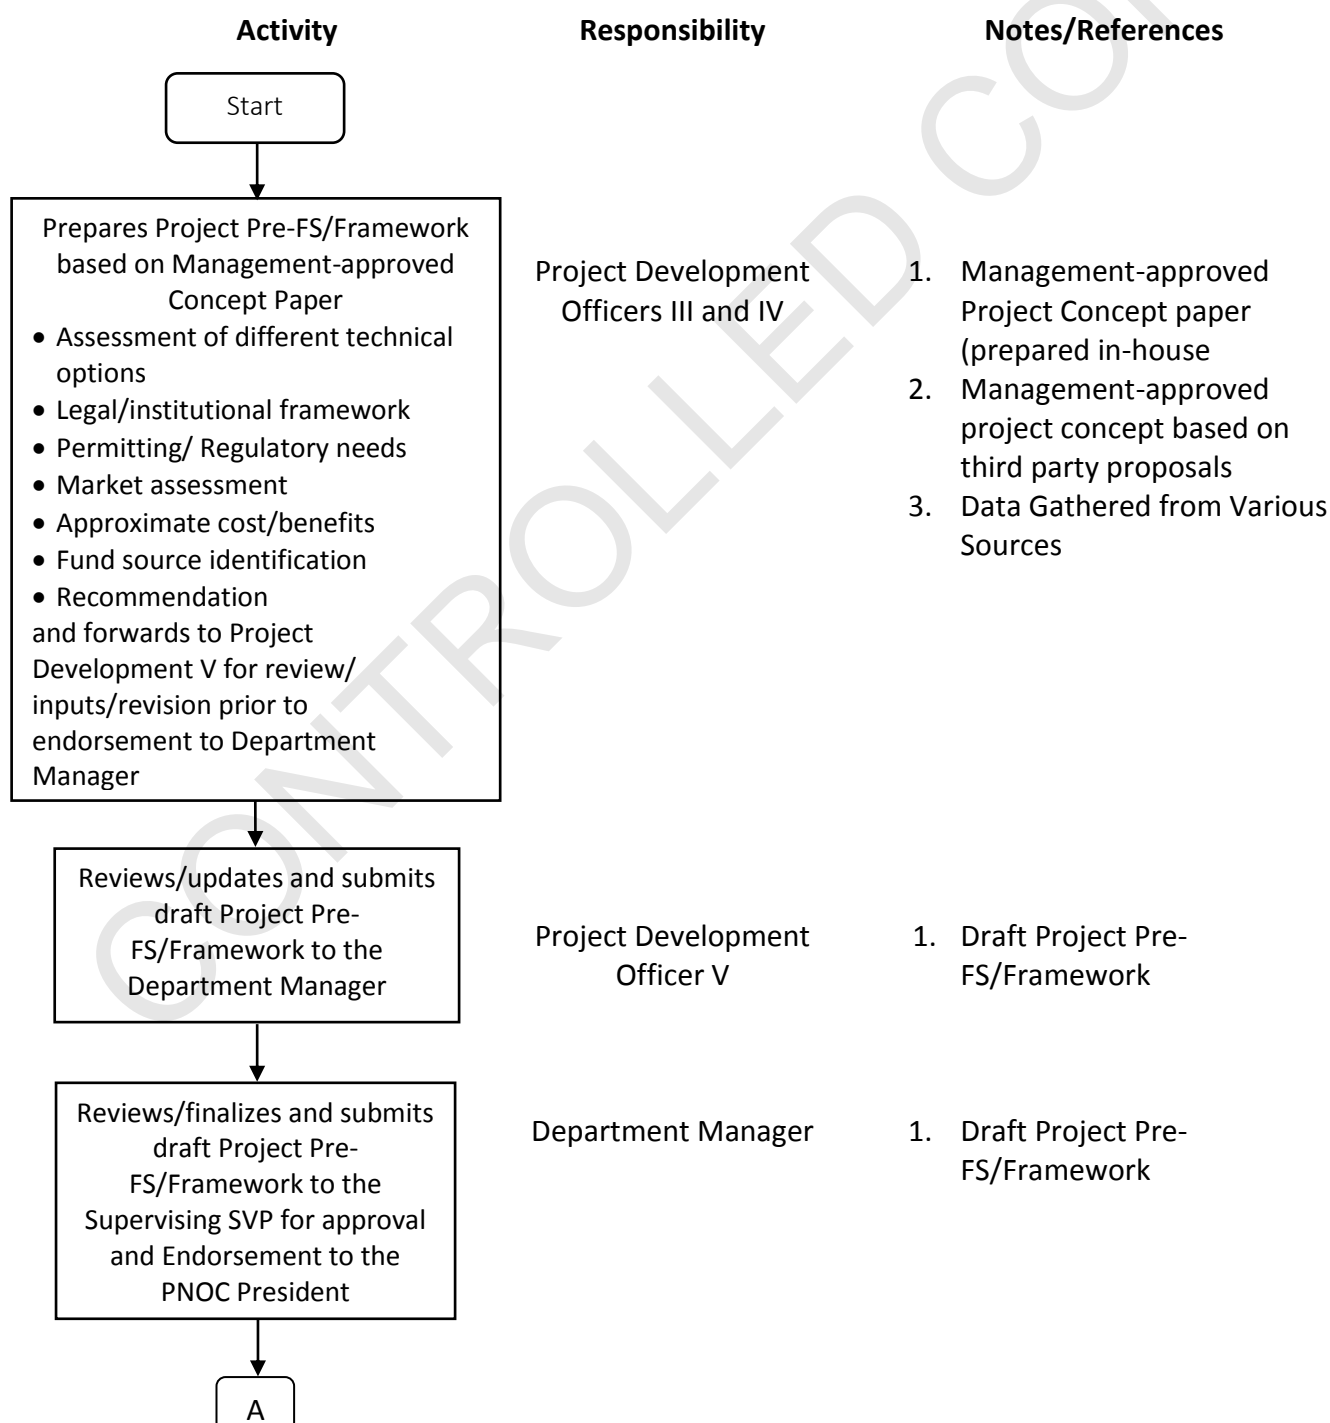 Activity Responsibility Notes/References
Start
Prepares Project Pre-FS/Framework
based on Management-approved
Concept Paper
• Assessment of different technical
options
• Legal/institutional framework
• Permitting/ Regulatory needs
• Market assessment
• Approximate cost/benefits
• Fund source identification
• Recommendation
and forwards to Project
Development V for review/
inputs/revision prior to
endorsement to Department
Manager
Project Development
Officers III and IV
1. Management-approved
Project Concept paper
(prepared in-house
2. Management-approved
project concept based on
third party proposals
3. Data Gathered from Various
Sources
Reviews/updates and submits
draft Project Pre-
FS/Framework to the
Department Manager
Project Development
Officer V
1. Draft Project Pre-
FS/Framework
Reviews/finalizes and submits
draft Project Pre-
FS/Framework to the
Supervising SVP for approval
and Endorsement to the
PNOC President
Department Manager
1. Draft Project Pre-
FS/Framework
A
CONTROLLED CO